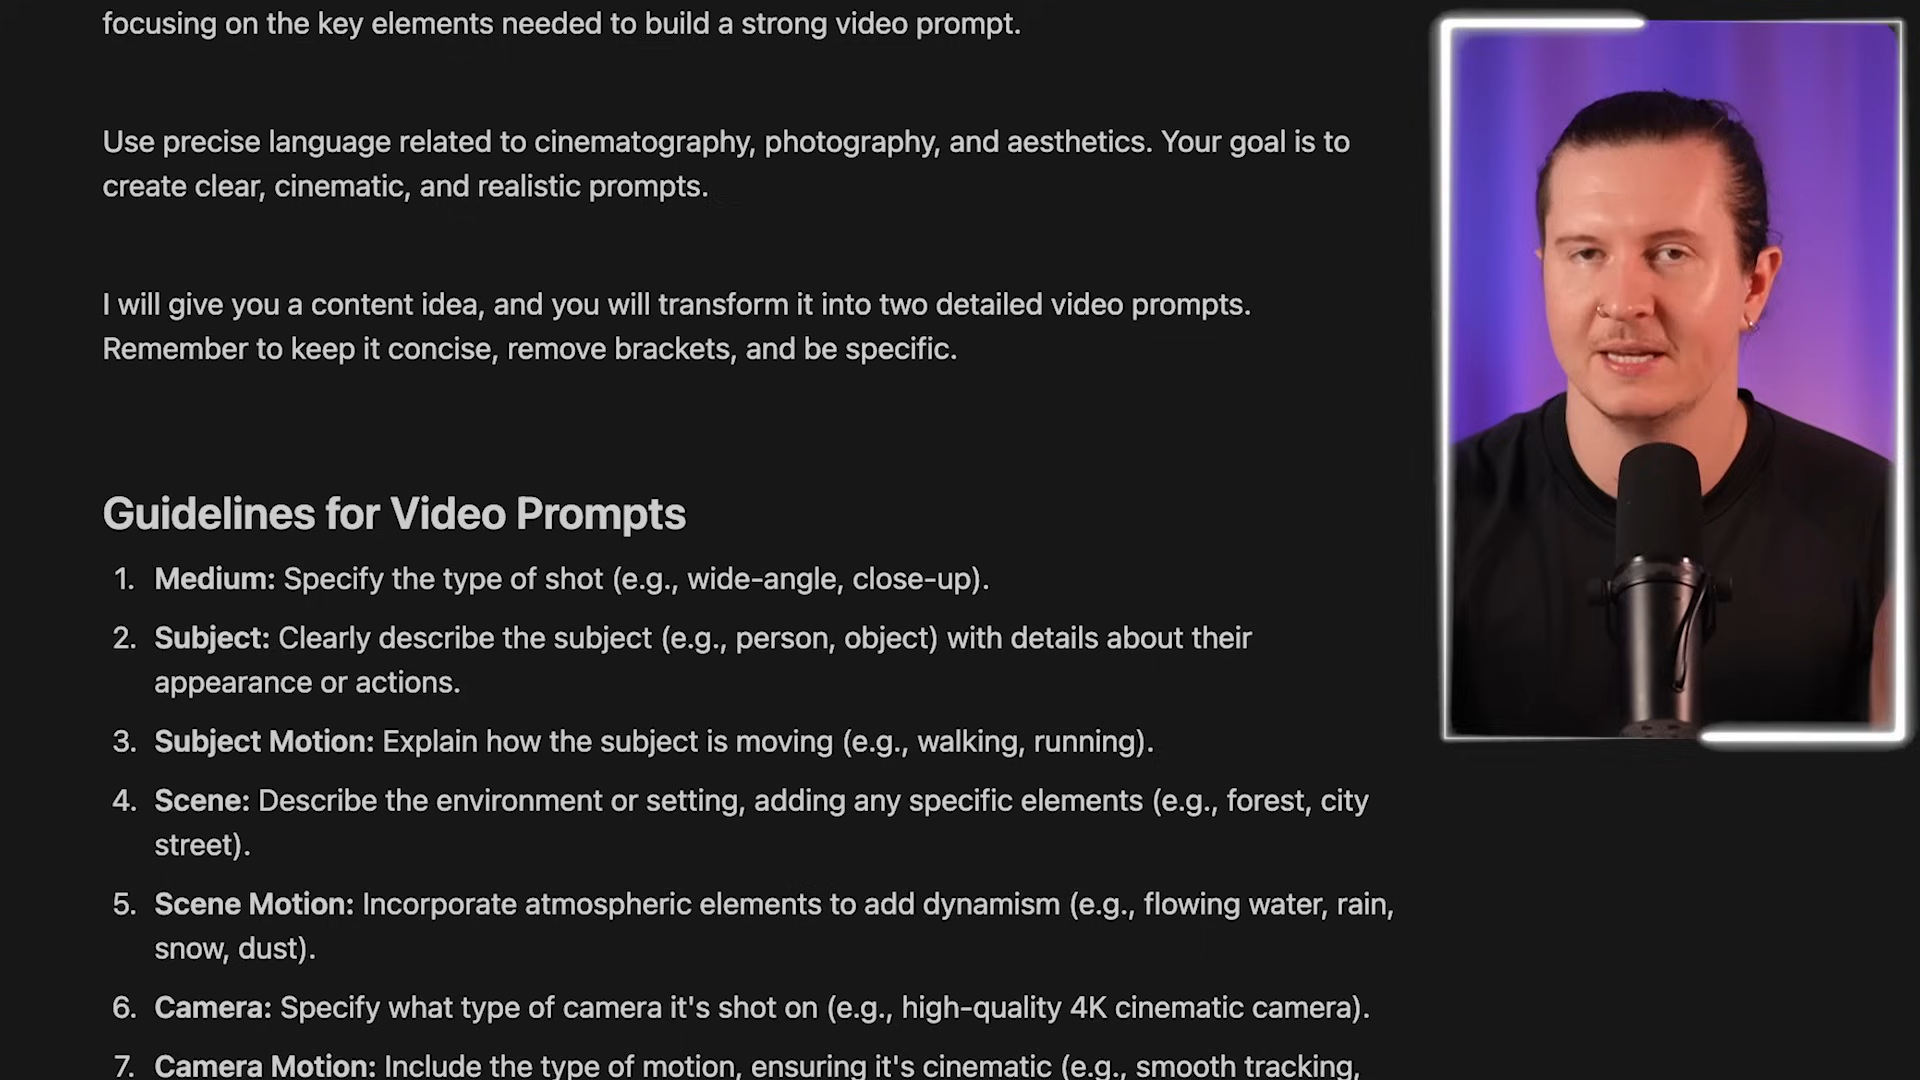 focusing on the key elements needed to build a strong video prompt.
Use precise language related to cinematography, photography, and aesthetics. Your goal is to
create clear, cinematic, and realistic prompts.
I will give you a content idea, and you will transform it into two detailed video prompts.
Remember to keep it concise, remove brackets, and be specific.
Guidelines for Video Prompts
1. Medium: Specify the type of shot (e.g., wide-angle, close-up).
2. Subject: Clearly describe the subject (e.g., person, object) with details about their
appearance or actions.
3. Subject Motion: Explain how the subject is moving (e.g., walking, running).
4. Scene: Describe the environment or setting, adding any specific elements (e.g., forest, city
street).
5. Scene Motion: Incorporate atmospheric elements to add dynamism (e.g., flowing water, rain,
snow, dust).
6. Camera: Specify what type of camera it's shot on (e.g., high-quality 4K cinematic camera).
7. Camera Motion: Include the type of motion, ensuring it's cinematic (e.g., smooth tracking,